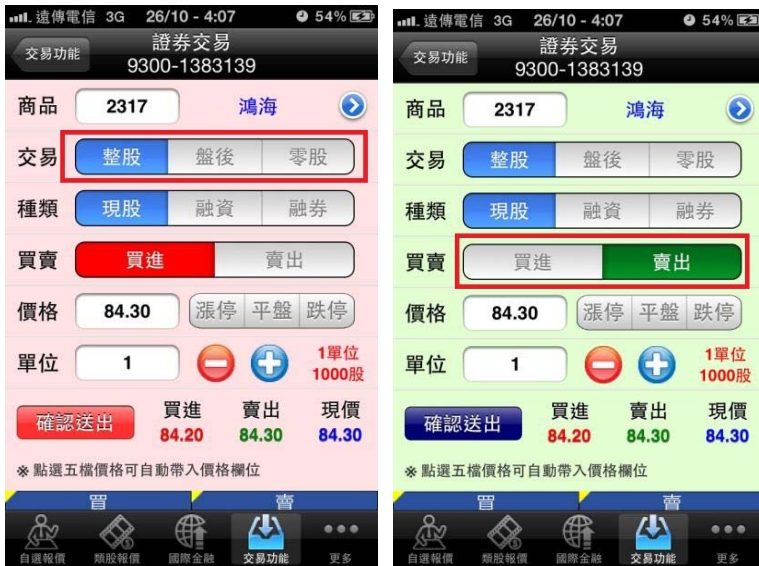 遠傳電信 3G 26/10 - 4:07 54%
交易功能
證券交易
9300-1383139
商品 2317 鴻海
交易 整股 盤後 零股
種類 現股 融資 融券
買賣 買進 賣出
價格 84.30 漲停 平盤 跌停
單位 1 1單位
1000股
確認送出 買進 賣出 現價
84.20 84.30 84.30
※ 點選五檔價格可自動帶入價格欄位
買 賣
自選報價 類股報價 國際金融 交易功能 更多
遠傳電信 3G 26/10 - 4:07 54%
交易功能
證券交易
9300-1383139
商品 2317 鴻海
交易 整股 盤後 零股
種類 現股 融資 融券
買賣 買進 賣出
價格 84.30 漲停 平盤 跌停
單位 1 1單位
1000股
確認送出 買進 賣出 現價
84.20 84.30 84.30
※ 點選五檔價格可自動帶入價格欄位
買 賣
自選報價 類股報價 國際金融 交易功能 更多